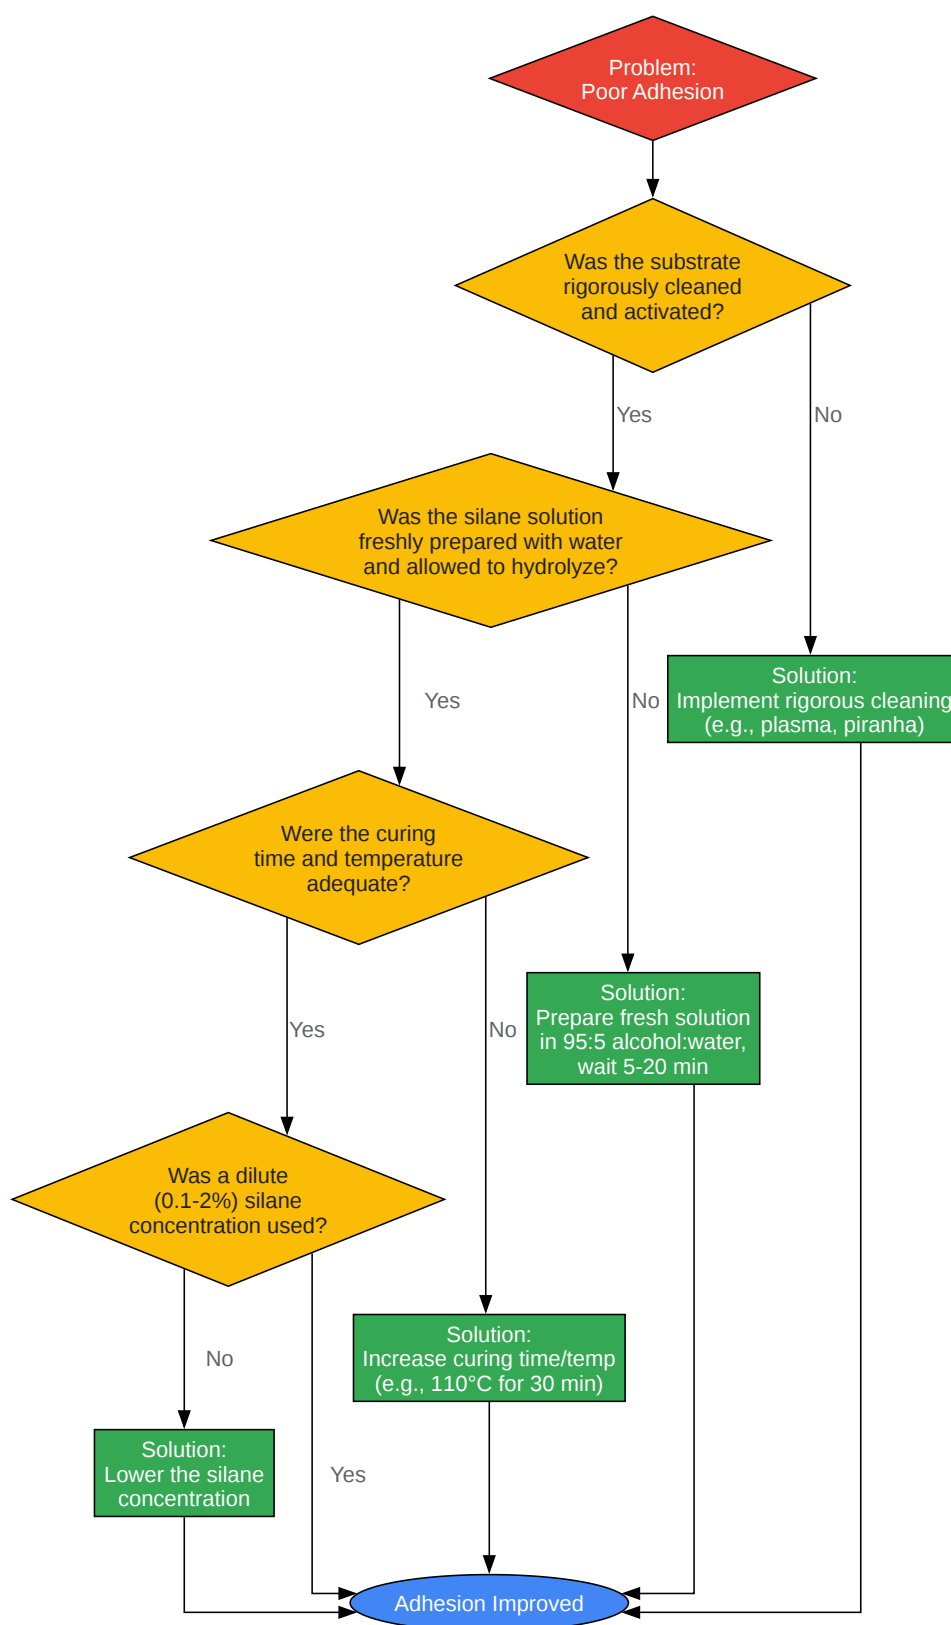 Problem:
Poor Adhesion
Was the substrate
rigorously cleaned
and activated?
Yes
No
Was the silane solution
freshly prepared with water
and allowed to hydrolyze?
Yes
No
Solution:
Implement rigorous cleaning
(e.g., plasma, piranha)
Were the curing
time and temperature
adequate?
Yes
No
Solution:
Prepare fresh solution
in 95:5 alcohol:water,
wait 5-20 min
Was a dilute
(0.1-2%) silane
concentration used?
No
Yes
Solution:
Increase curing time/temp
(e.g., 110°C for 30 min)
Solution:
Lower the silane
concentration
Adhesion Improved